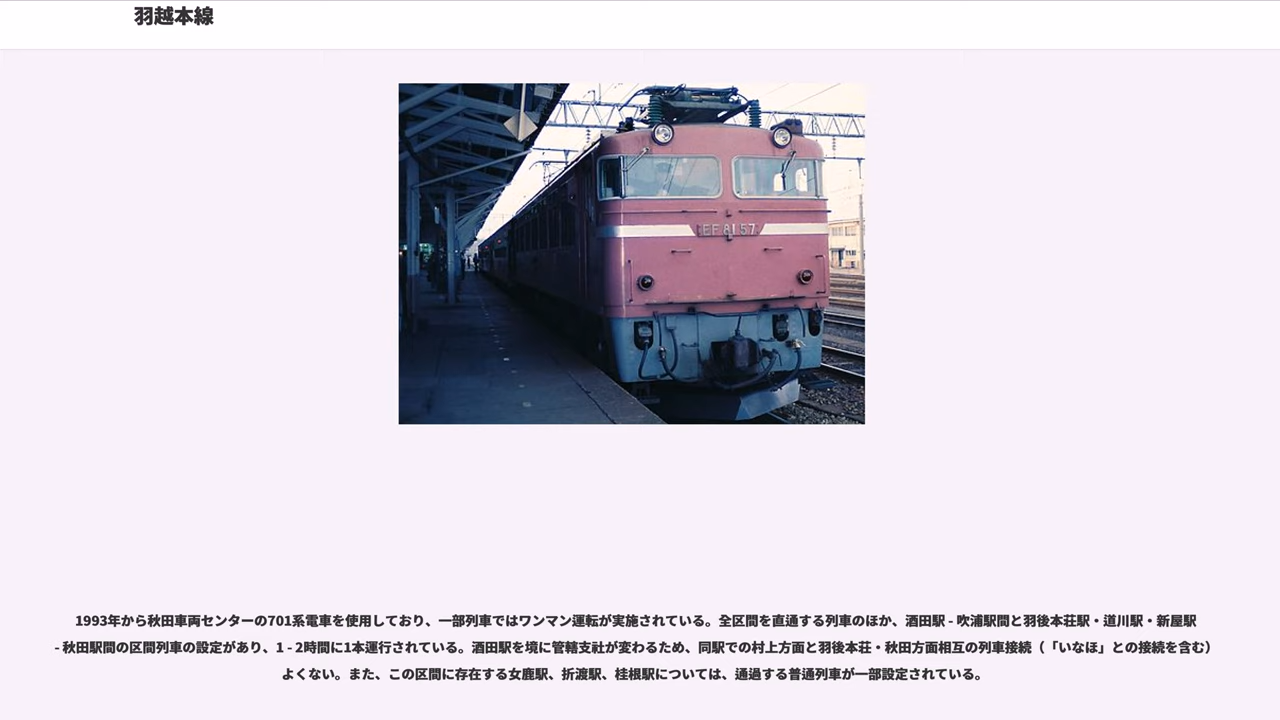 羽越本線
EF 81 57
1993年から秋田車両センターの701系電車を使用しており、一部列車ではワンマン運転が実施されている。全区間を直通する列車のほか、酒田駅 - 吹浦駅間と羽後本荘駅・道川駅・新屋駅
- 秋田駅間の区間列車の設定があり、1 - 2時間に1本運行されている。酒田駅を境に管轄支社が変わるため、同駅での村上方面と羽後本荘・秋田方面相互の列車接続（「いなほ」との接続を含む）
よくない。また、この区間に存在する女鹿駅、折渡駅、桂根駅については、通過する普通列車が一部設定されている。